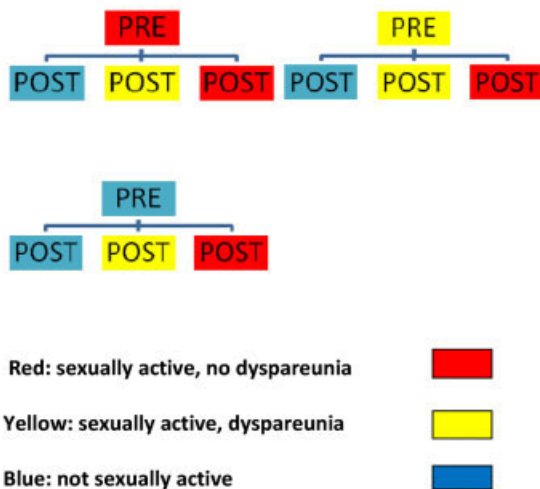 PRE PRE
POST POST POST POST POST POST
PRE
POST POST POST
Red: sexually active, no dyspareunia
Yellow: sexually active, dyspareunia
Blue: not sexually active